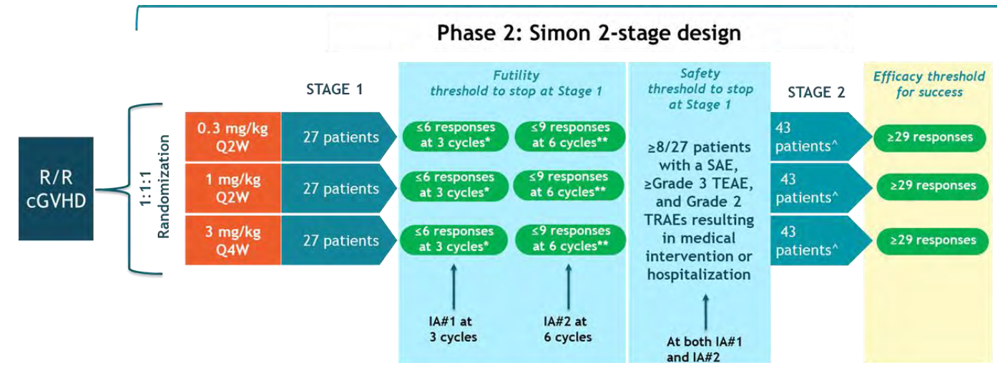 Phase 2: Simon 2-stage design
STAGE 1
Futility
threshold to stop at Stage 1
Safety
threshold to stop
at Stage 1
STAGE 2
Efficacy threshold
for success
R/R
cGVHD
1:1:1
Randomization
0.3 mg/kg
Q2W
27 patients
≤6 responses
at 3 cycles*
≤9 responses
at 6 cycles**
43
patients^
≥29 responses
1 mg/kg
Q2W
27 patients
≤6 responses
at 3 cycles*
≤9 responses
at 6 cycles**
43
patients^
≥29 responses
3 mg/kg
Q4W
27 patients
≤6 responses
at 3 cycles*
≤9 responses
at 6 cycles**
43
patients^
≥29 responses
≥8/27 patients
with a SAE,
≥Grade 3 TEAE,
and Grade 2
TRAEs resulting
in medical
intervention or
hospitalization
IA#1 at
3 cycles
IA#2 at
6 cycles
At both IA#1
and IA#2